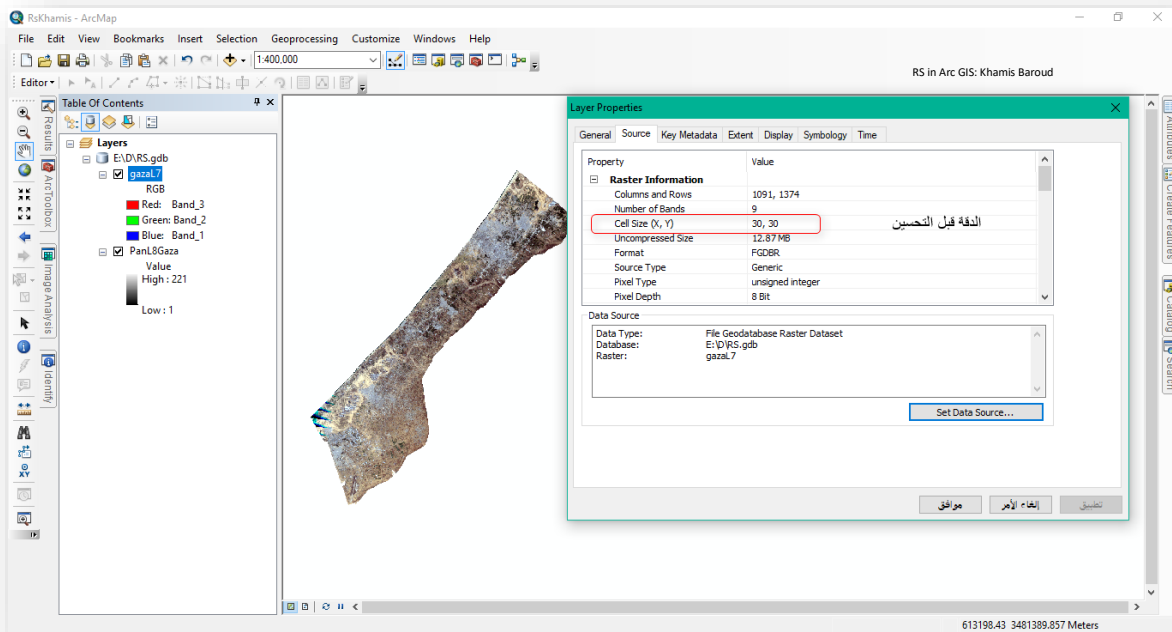 RsKhamis - ArcMap
File Edit View Bookmarks Insert Selection Geoprocessing Customize Windows Help
1:400,000
RS in Arc GIS: Khamis Baroud
Editor
Table Of Contents
Results
ArcToolbox
Image Analysis
Identify
Layers
E:\D\RS.gdb
gazaL7
RGB
Red: Band_3
Green: Band_2
Blue: Band_1
PanL8Gaza
Value
High : 221
Low : 1
Layer Properties
General Source Key Metadata Extent Display Symbology Time
Property Value
Raster Information
Columns and Rows 1091, 1374
Number of Bands 9
Cell Size (X, Y) 30, 30
الدقة قبل التحسين
Uncompressed Size 12.87 MB
Format FGDBR
Source Type Generic
Pixel Type unsigned integer
Pixel Depth 8 Bit
Data Source
Data Type: File Geodatabase Raster Dataset
Database: E:\D\RS.gdb
Raster: gazaL7
Set Data Source...
موافق إلغاء الأمر تطبيق
Attributes
Create Features
Catalog
Search
613198.43 3481389.857 Meters